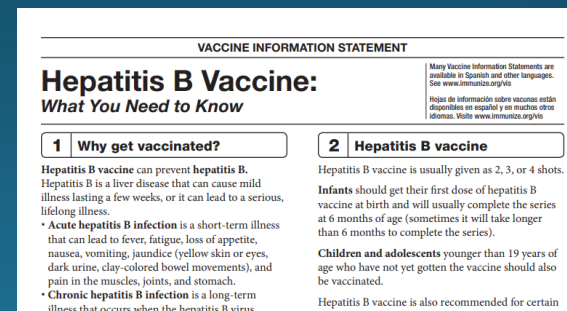 VACCINE INFORMATION STATEMENT
Hepatitis B Vaccine:
What You Need to Know
Many Vaccine Information Statements are
available in Spanish and other languages.
See www.immunize.org/vis
Hojas de información sobre vacunas están
disponibles en español y en muchos otros
idiomas. Visite www.immunize.org/vis
1 Why get vaccinated?
Hepatitis B vaccine can prevent hepatitis B.
Hepatitis B is a liver disease that can cause mild
illness lasting a few weeks, or it can lead to a serious,
lifelong illness.
• Acute hepatitis B infection is a short-term illness
that can lead to fever, fatigue, loss of appetite,
nausea, vomiting, jaundice (yellow skin or eyes,
dark urine, clay-colored bowel movements), and
pain in the muscles, joints, and stomach.
• Chronic hepatitis B infection is a long-term
illness that occurs when the hepatitis B virus
2 Hepatitis B vaccine
Hepatitis B vaccine is usually given as 2, 3, or 4 shots.
Infants should get their first dose of hepatitis B
vaccine at birth and will usually complete the series
at 6 months of age (sometimes it will take longer
than 6 months to complete the series).
Children and adolescents younger than 19 years of
age who have not yet gotten the vaccine should also
be vaccinated.
Hepatitis B vaccine is also recommended for certain